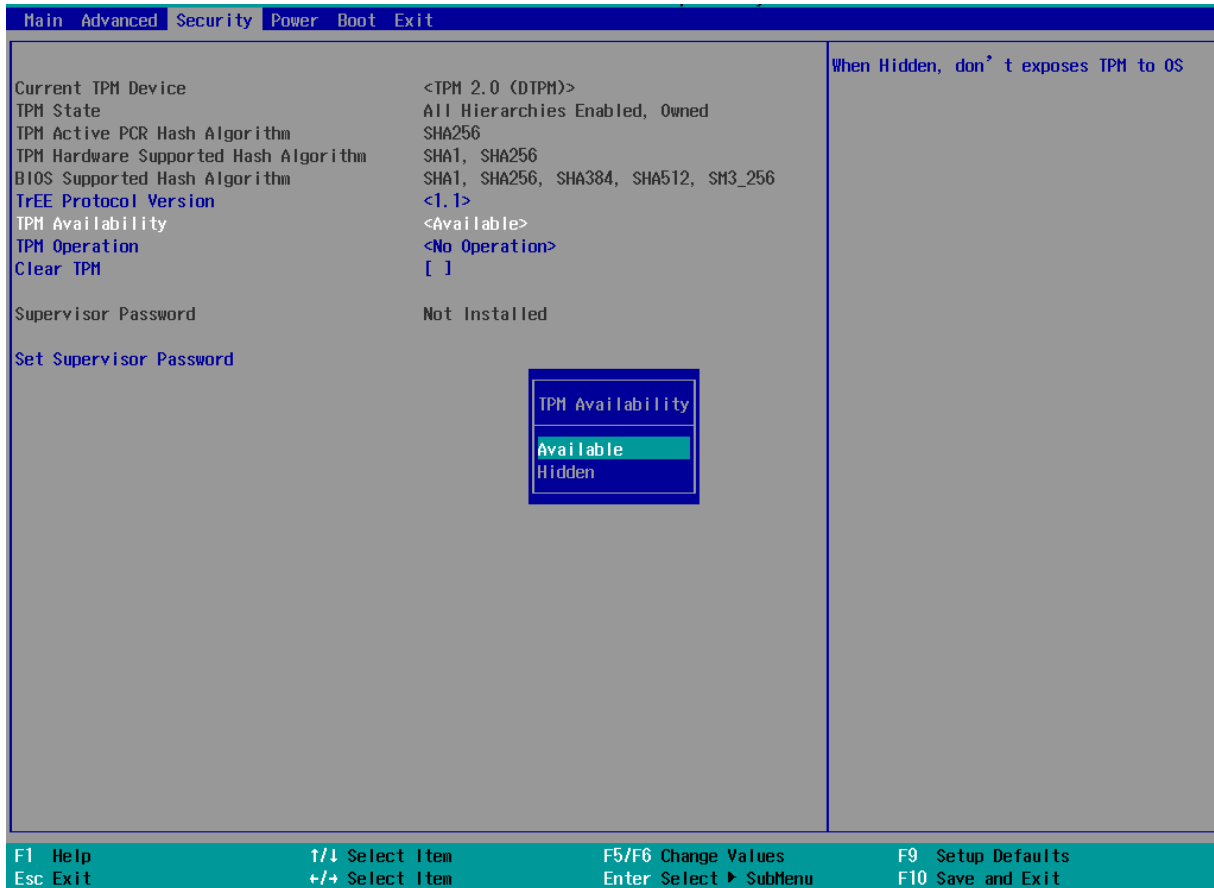 Main Advanced Security Power Boot Exit
When Hidden, don't exposes TPM to OS
Current TPM Device <TPM 2.0 (DTPM)>
TPM State All Hierarchies Enabled, Owned
TPM Active PCR Hash Algorithm SHA256
TPM Hardware Supported Hash Algorithm SHA1, SHA256
BIOS Supported Hash Algorithm SHA1, SHA256, SHA384, SHA512, SM3_256
TrEE Protocol Version <1.1>
TPM Availability <Available>
TPM Operation <No Operation>
Clear TPM [ ]
Supervisor Password Not Installed
Set Supervisor Password
TPM Availability
Available
Hidden
F1 Help ↑/↓ Select Item F5/F6 Change Values F9 Setup Defaults
Esc Exit ←/→ Select Item Enter Select ▶ SubMenu F10 Save and Exit